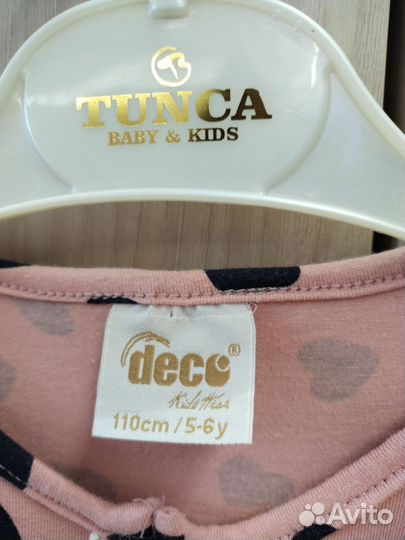 TUNCA
BABY & KIDS
deco®
Kids Wear
110cm / 5-6y
Avito